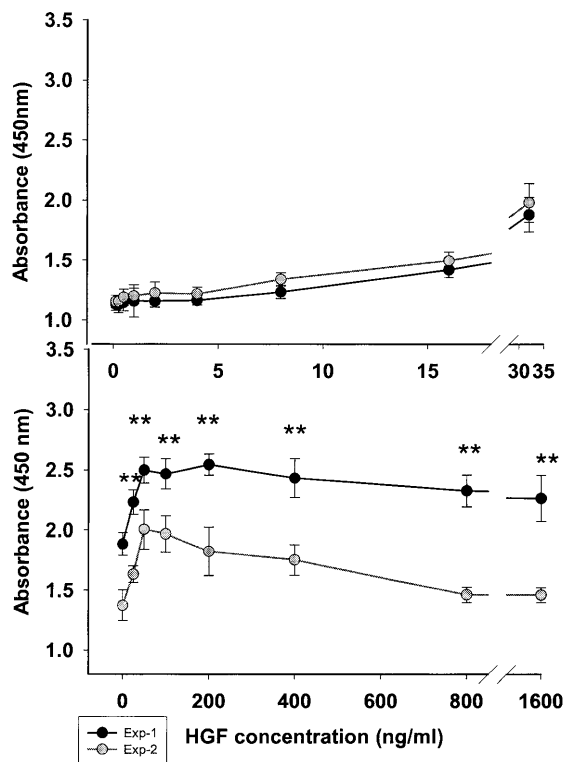 3.5
3.0
2.5
2.0
1.5
1.0
Absorbance (450nm)
0 5 10 15 30 35
3.5
3.0
2.5
2.0
1.5
1.0
Absorbance (450 nm)
** ** ** ** ** ** **
0 200 400 600 800 1600
HGF concentration (ng/ml)
Exp-1
Exp-2